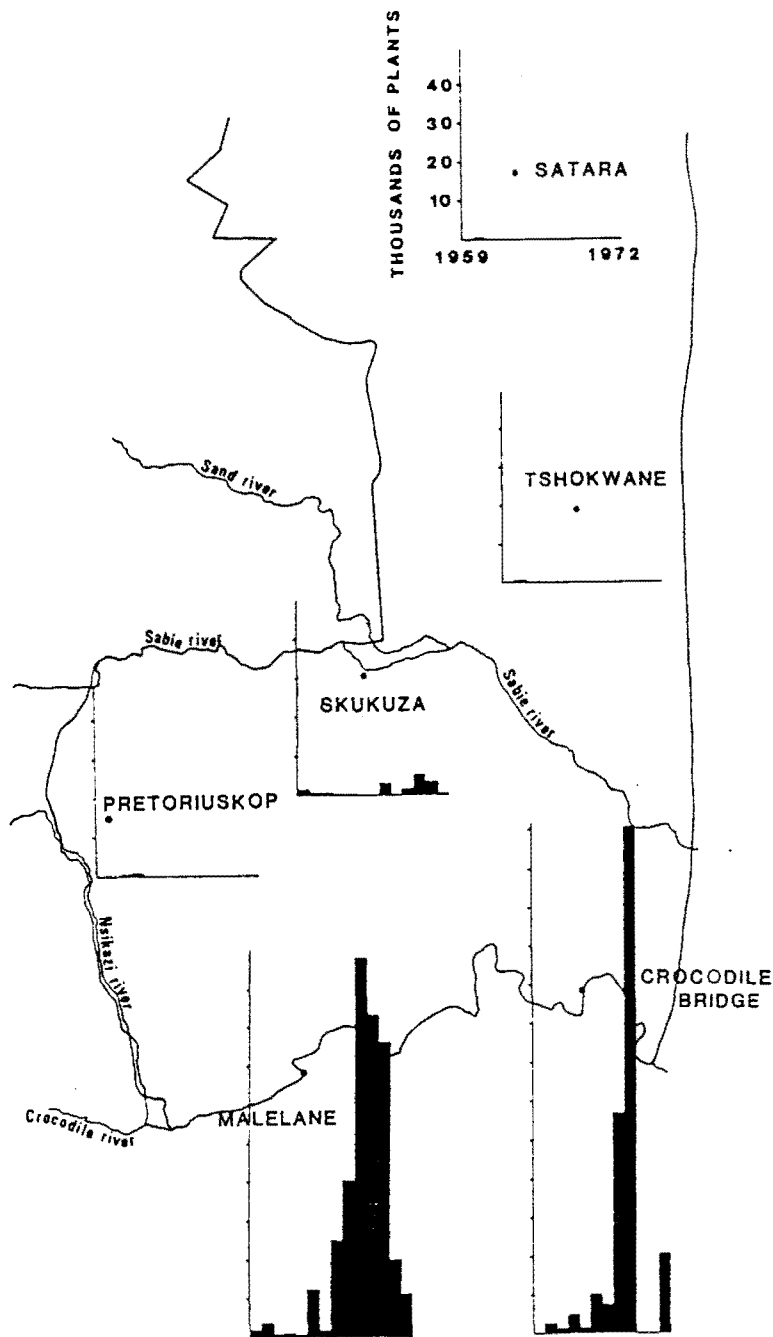 THOUSANDS OF PLANTS
40
30
20
10
SATARA
1959 1972
Sand river
TSHOKWANE
Sabie river
SKUKUZA
Sabie river
PRETORIUSKOP
Nsikazi river
CROCODILE
BRIDGE
MALELANE
Crocodile river